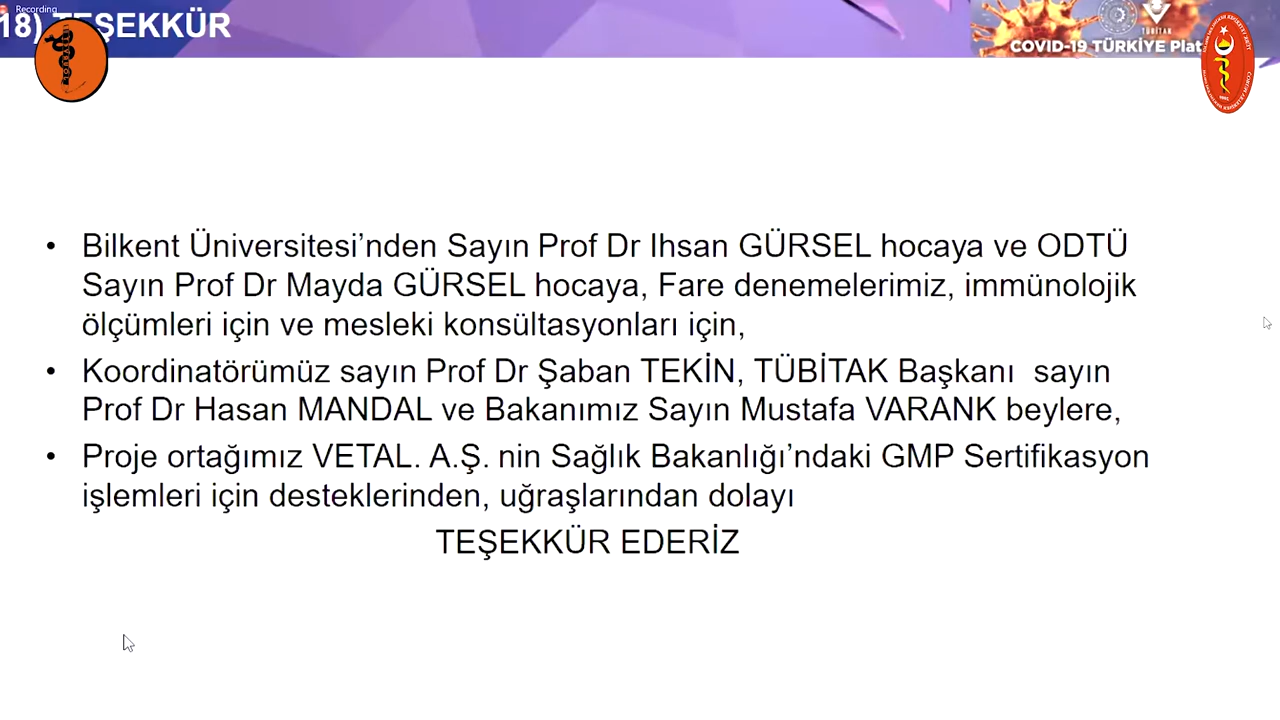 Recording
18) TEŞEKKÜR
TÜBİTAK
COVID-19 TÜRKİYE Plat
Bilkent Üniversitesi’nden Sayın Prof Dr Ihsan GÜRSEL hocaya ve ODTÜ
Sayın Prof Dr Mayda GÜRSEL hocaya, Fare denemelerimiz, immünolojik
ölçümleri için ve mesleki konsültasyonları için,
Koordinatörümüz sayın Prof Dr Şaban TEKİN, TÜBİTAK Başkanı sayın
Prof Dr Hasan MANDAL ve Bakanımız Sayın Mustafa VARANK beylere,
Proje ortağımız VETAL. A.Ş. nin Sağlık Bakanlığı’ndaki GMP Sertifikasyon
işlemleri için desteklerinden, uğraşlarından dolayı
TEŞEKKÜR EDERİZ